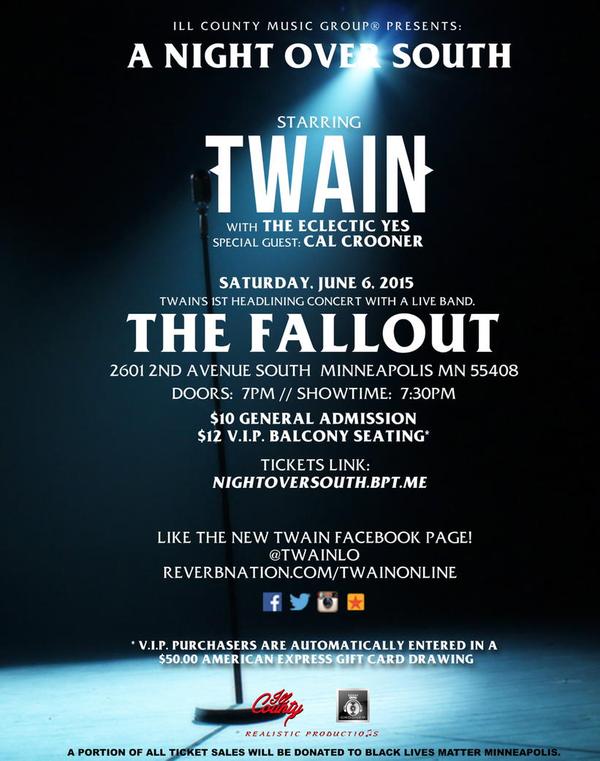 ILL COUNTY MUSIC GROUP® PRESENTS:
A NIGHT OVER SOUTH
STARRING
TWAIN
WITH THE ECLECTIC YES
SPECIAL GUEST: CAL CROONER
SATURDAY, JUNE 6, 2015
TWAIN'S 1ST HEADLINING CONCERT WITH A LIVE BAND.
THE FALLOUT
2601 2ND AVENUE SOUTH MINNEAPOLIS MN 55408
DOORS: 7PM // SHOWTIME: 7:30PM
$10 GENERAL ADMISSION
$12 V.I.P. BALCONY SEATING*
TICKETS LINK:
NIGHTOVERSOUTH.BPT.ME
LIKE THE NEW TWAIN FACEBOOK PAGE!
@TWAINLO
REVERBNATION.COM/TWAINONLINE
* V.I.P. PURCHASERS ARE AUTOMATICALLY ENTERED IN A
$50.00 AMERICAN EXPRESS GIFT CARD DRAWING
Ill County
REALISTIC PRODUCTIONS
A PORTION OF ALL TICKET SALES WILL BE DONATED TO BLACK LIVES MATTER MINNEAPOLIS.